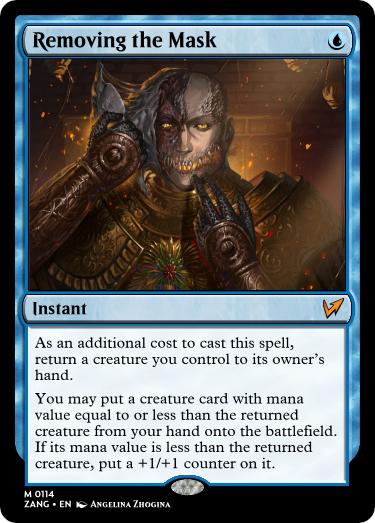 Removing the Mask
Instant
As an additional cost to cast this spell,
return a creature you control to its owner's
hand.
You may put a creature card with mana
value equal to or less than the returned
creature from your hand onto the battlefield.
If its mana value is less than the returned
creature, put a +1/+1 counter on it.
M 0114
ZANG • EN Angelina Zhogina